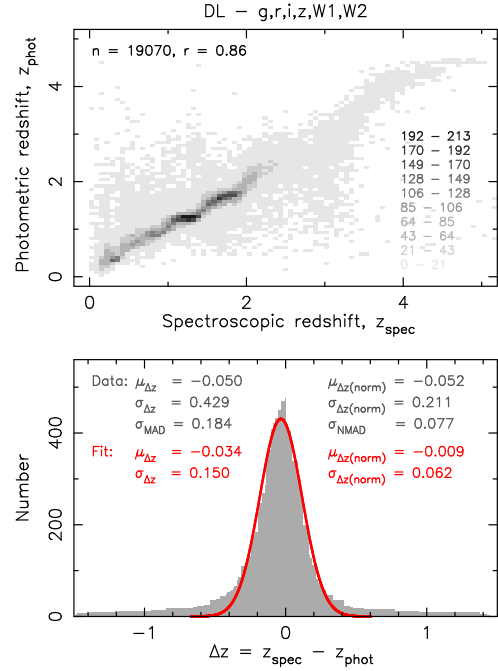 DL − g,r,i,z,W1,W2
n = 19070, r = 0.86
Photometric redshift, z_phot
4
2
0
192 − 213
170 − 192
149 − 170
128 − 149
106 − 128
85 − 106
64 − 85
43 − 64
21 − 43
0 − 21
0 2 4
Spectroscopic redshift, z_spec
Data: μ_Δz = −0.050 μ_Δz(norm) = −0.052
σ_Δz = 0.429 σ_Δz(norm) = 0.211
σ_MAD = 0.184 σ_NMAD = 0.077
Fit: μ_Δz = −0.034 μ_Δz(norm) = −0.009
σ_Δz = 0.150 σ_Δz(norm) = 0.062
Number
400
200
0
−1 0 1
Δz = z_spec − z_phot